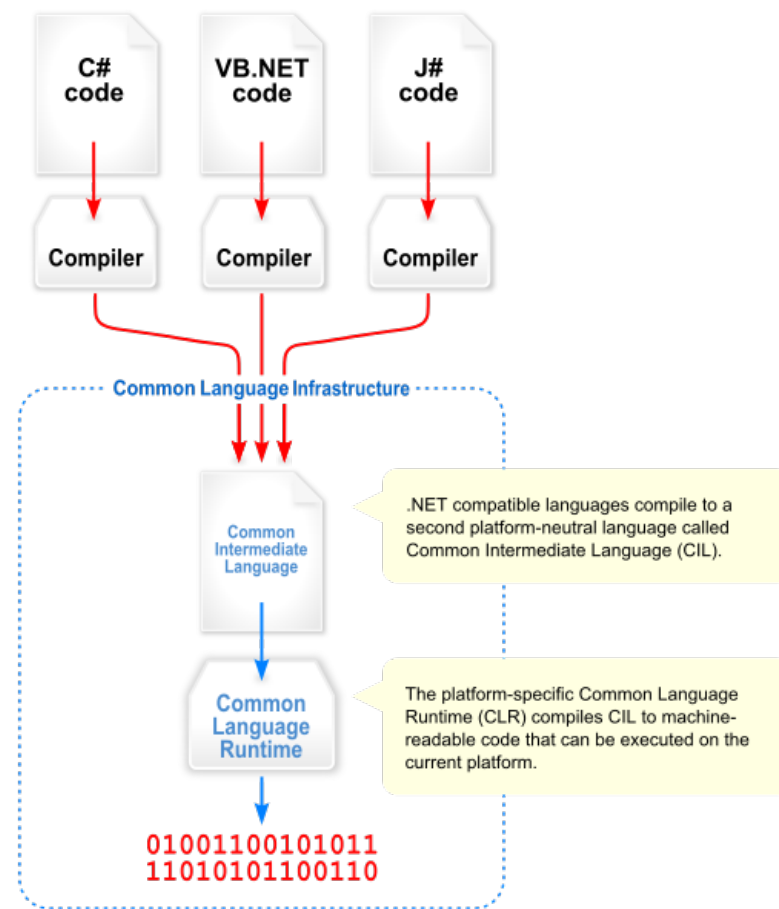 C#
code
VB.NET
code
J#
code
Compiler
Compiler
Compiler
Common Language Infrastructure
Common
Intermediate
Language
.NET compatible languages compile to a
second platform-neutral language called
Common Intermediate Language (CIL).
Common
Language
Runtime
The platform-specific Common Language
Runtime (CLR) compiles CIL to machine-
readable code that can be executed on the
current platform.
01001100101011
11010101100110